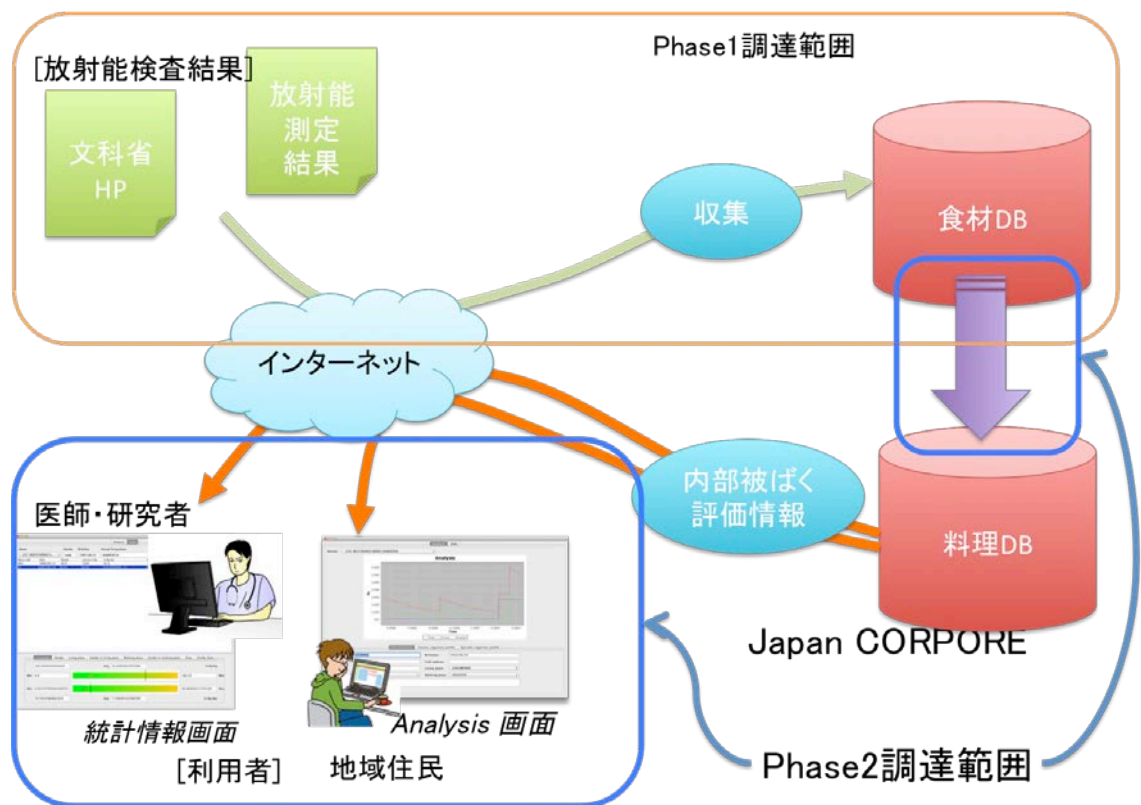 Phase1調達範囲
[放射能検査結果]
文科省
HP
放射能
測定
結果
収集
食材DB
インターネット
内部被ばく
評価情報
料理DB
医師・研究者
Analysis
Japan CORPORE
統計情報画面
Analysis 画面
[利用者]
地域住民
Phase2調達範囲